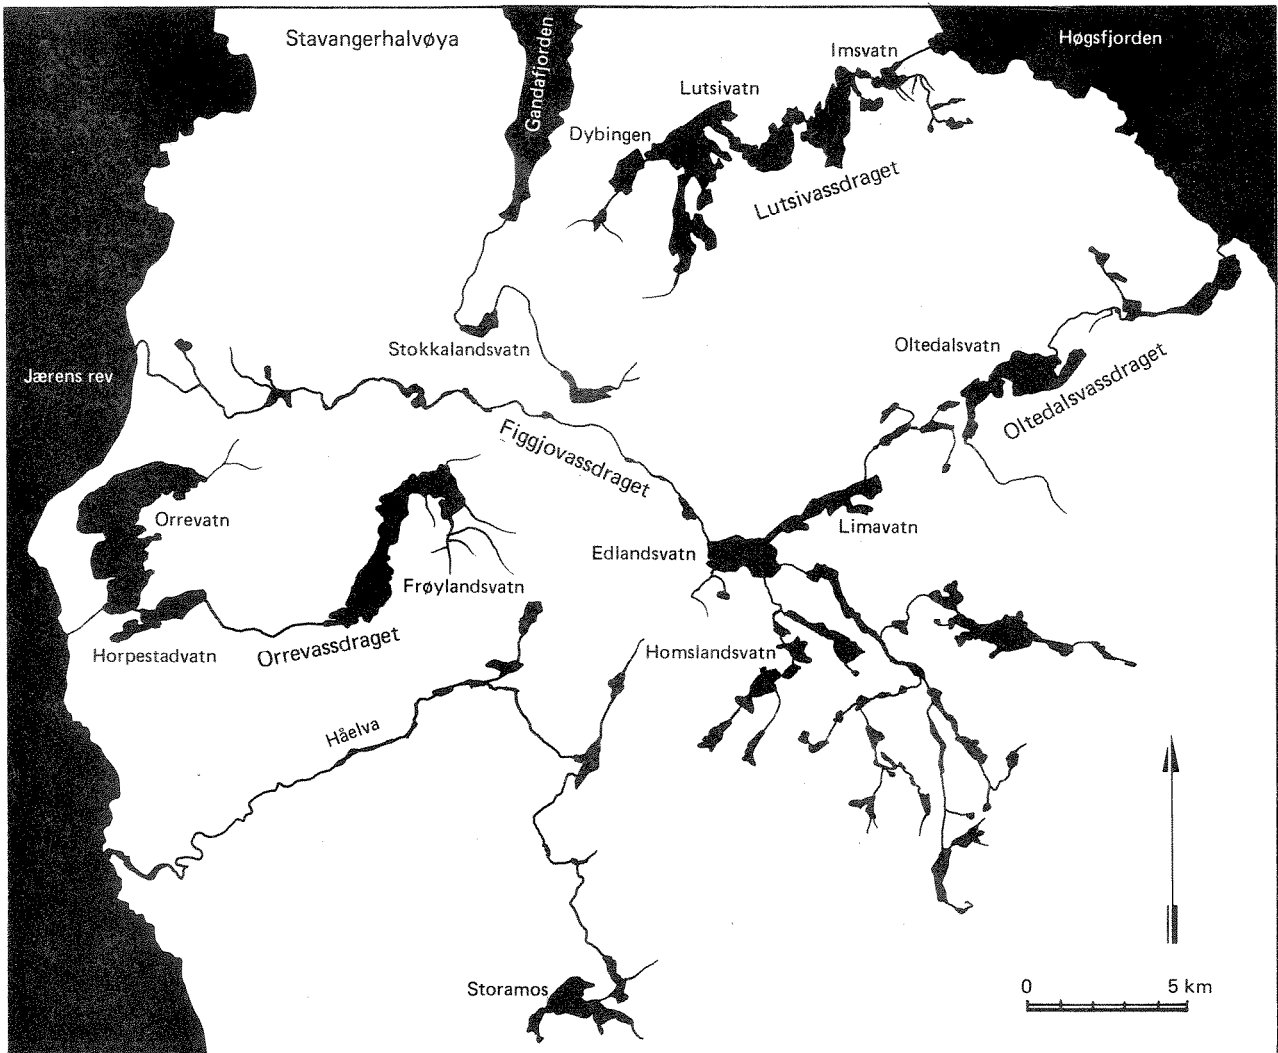 Stavangerhalvøya
Gandafjorden
Imsvatn
Høgsfjorden
Lutsivatn
Dybingen
Lutsivassdraget
Stokkalandsvatn
Oltedalsvatn
Jærens rev
Oltedalsvassdraget
Figgjovassdraget
Orrevatn
Limavatn
Edlandsvatn
Frøylandsvatn
Horpestadvatn
Orrevassdraget
Homslandsvatn
Håelva
Storamos
0 5 km